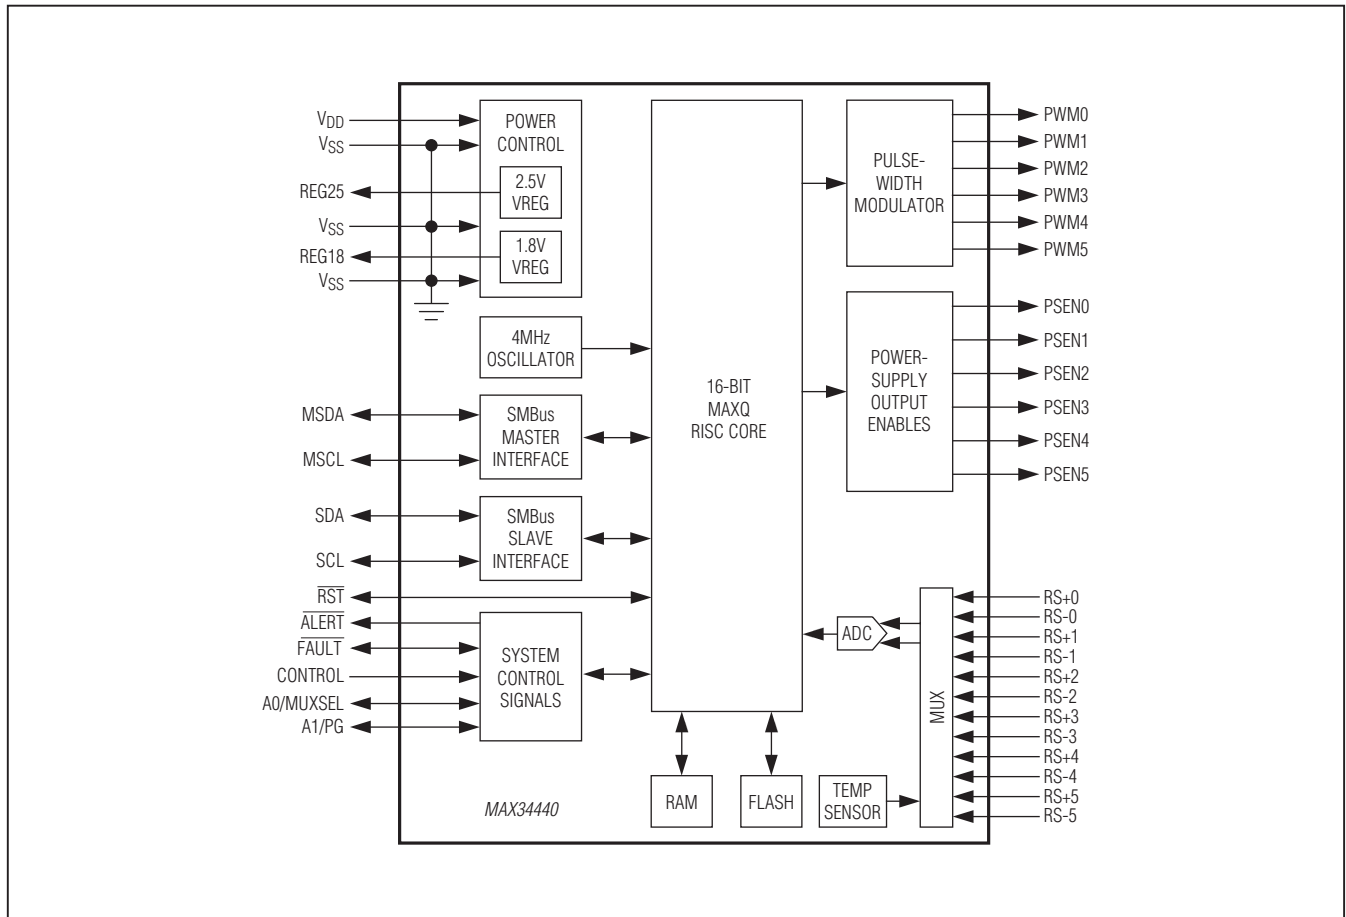 VDD
VSS
REG25
VSS
REG18
VSS
MSDA
MSCL
SDA
SCL
RST
ALERT
FAULT
CONTROL
A0/MUXSEL
A1/PG
POWER
CONTROL
2.5V
VREG
1.8V
VREG
4MHz
OSCILLATOR
SMBus
MASTER
INTERFACE
SMBus
SLAVE
INTERFACE
SYSTEM
CONTROL
SIGNALS
MAX34440
16-BIT
MAXQ
RISC CORE
RAM
FLASH
PULSE-
WIDTH
MODULATOR
POWER-
SUPPLY
OUTPUT
ENABLES
ADC
MUX
TEMP
SENSOR
PWM0
PWM1
PWM2
PWM3
PWM4
PWM5
PSEN0
PSEN1
PSEN2
PSEN3
PSEN4
PSEN5
RS+0
RS-0
RS+1
RS-1
RS+2
RS-2
RS+3
RS-3
RS+4
RS-4
RS+5
RS-5